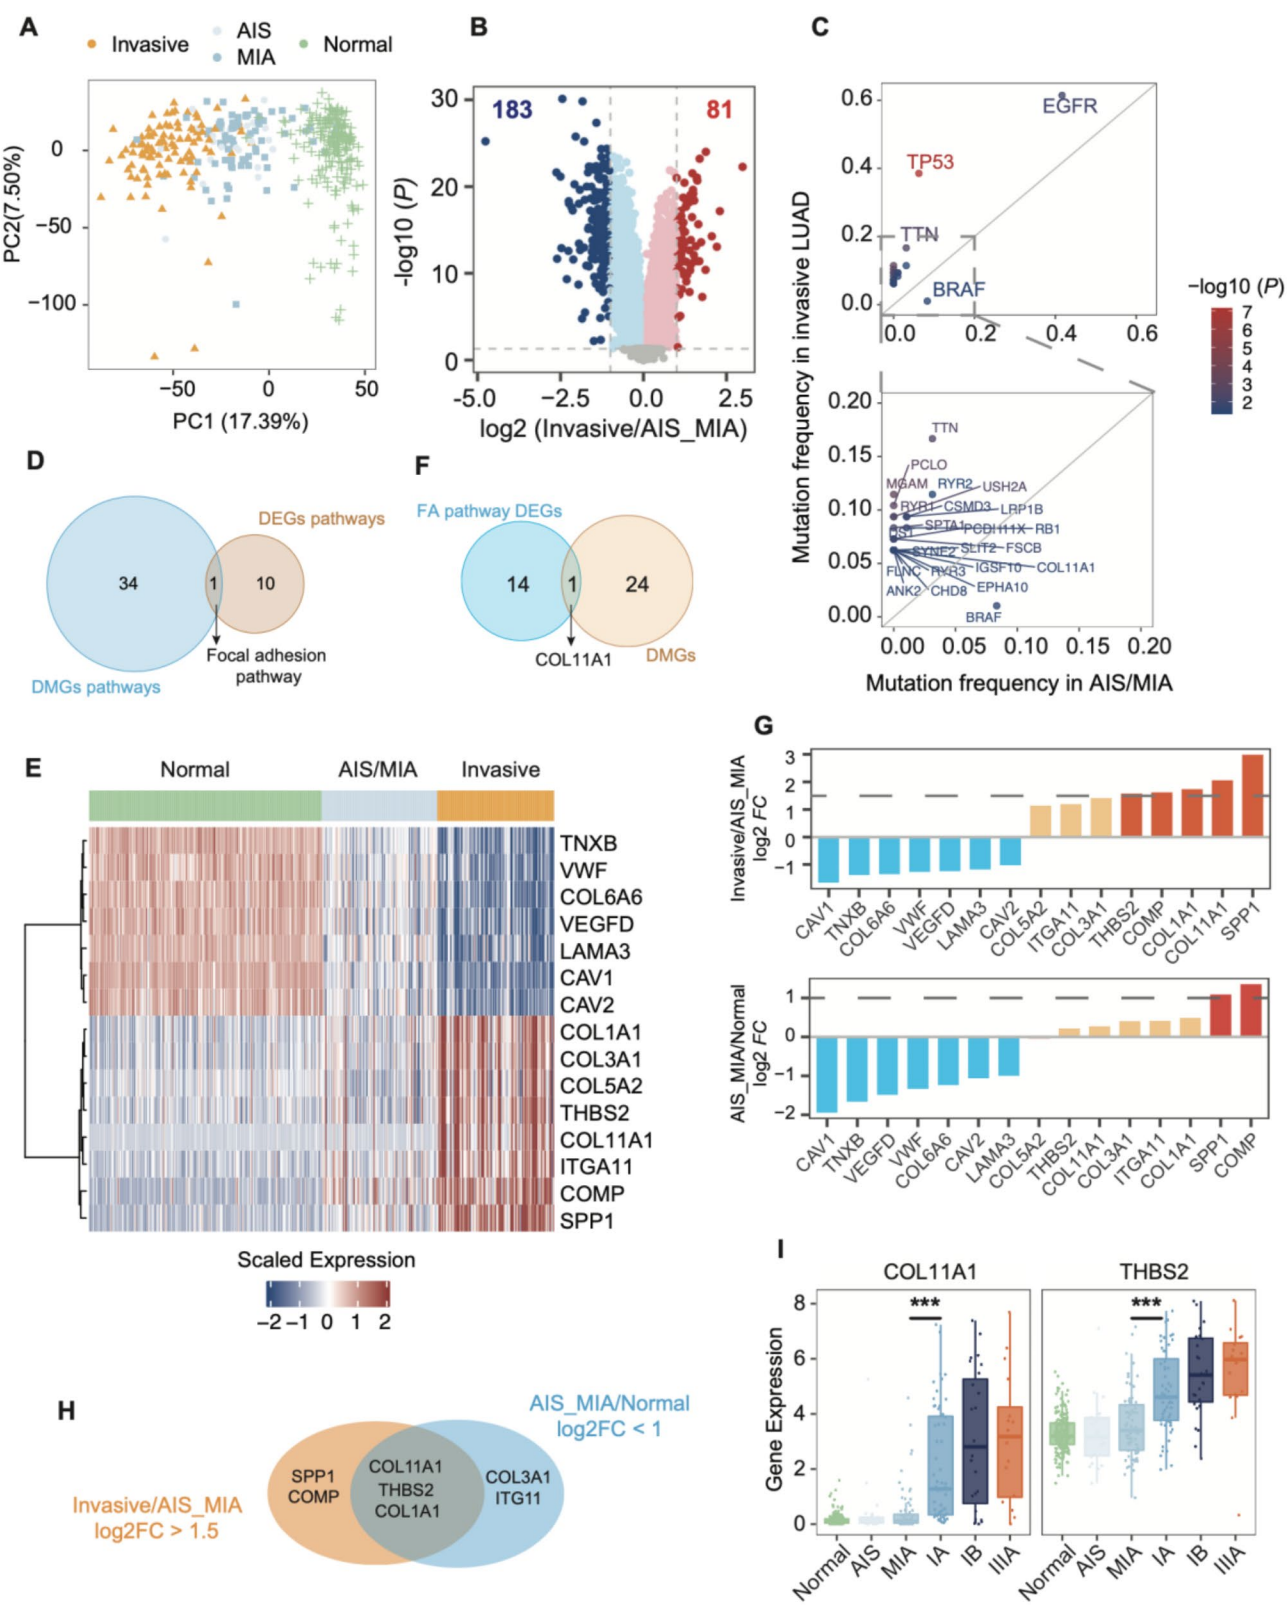 A
Invasive
AIS
MIA
Normal
PC2(7.50%)
0
−50
−100
−50
0
50
PC1 (17.39%)
B
183
81
-log10 (P)
30
20
10
0
-5.0
−2.5
0.0
2.5
log2 (Invasive/AIS_MIA)
C
Mutation frequency in invasive LUAD
0.6
0.4
0.2
0.0
EGFR
TP53
TTN
BRAF
0.0
0.2
0.4
0.6
−log10 (P)
7
6
5
4
3
2
0.20
0.15
0.10
0.05
0.00
TTN
PCLO
MGAM
RYR2
USH2A
RYR1
CSMD3
LRP1B
SPTA1
PCDH11X
RB1
SYNE2
SLIT2
FSCB
FLNC
RYR3
IGSF10
COL11A1
ANK2
CHD8
EPHA10
BRAF
0.00
0.05
0.10
0.15
0.20
Mutation frequency in AIS/MIA
D
DEGs pathways
34
1
10
Focal adhesion
pathway
DMGs pathways
F
FA pathway DEGs
14
1
24
COL11A1
DMGs
E
Normal
AIS/MIA
Invasive
TNXB
VWF
COL6A6
VEGFD
LAMA3
CAV1
CAV2
COL1A1
COL3A1
COL5A2
THBS2
COL11A1
ITGA11
COMP
SPP1
Scaled Expression
−2 −1 0 1 2
G
Invasive/AIS_MIA
log2 FC
3
2
1
0
−1
CAV1
TNXB
COL6A6
VWF
VEGFD
LAMA3
CAV2
COL5A2
ITGA11
COL3A1
THBS2
COMP
COL1A1
COL11A1
SPP1
AIS_MIA/Normal
log2 FC
1
0
−1
−2
CAV1
TNXB
VEGFD
VWF
COL6A6
CAV2
LAMA3
COL5A2
THBS2
COL11A1
COL3A1
ITGA11
COL1A1
SPP1
COMP
H
AIS_MIA/Normal
log2FC < 1
SPP1
COMP
COL11A1
THBS2
COL1A1
COL3A1
ITG11
Invasive/AIS_MIA
log2FC > 1.5
I
COL11A1
THBS2
Gene Expression
8
6
4
2
0
***
***
Normal
AIS
MIA
IA
IB
IIIA
Normal
AIS
MIA
IA
IB
IIIA